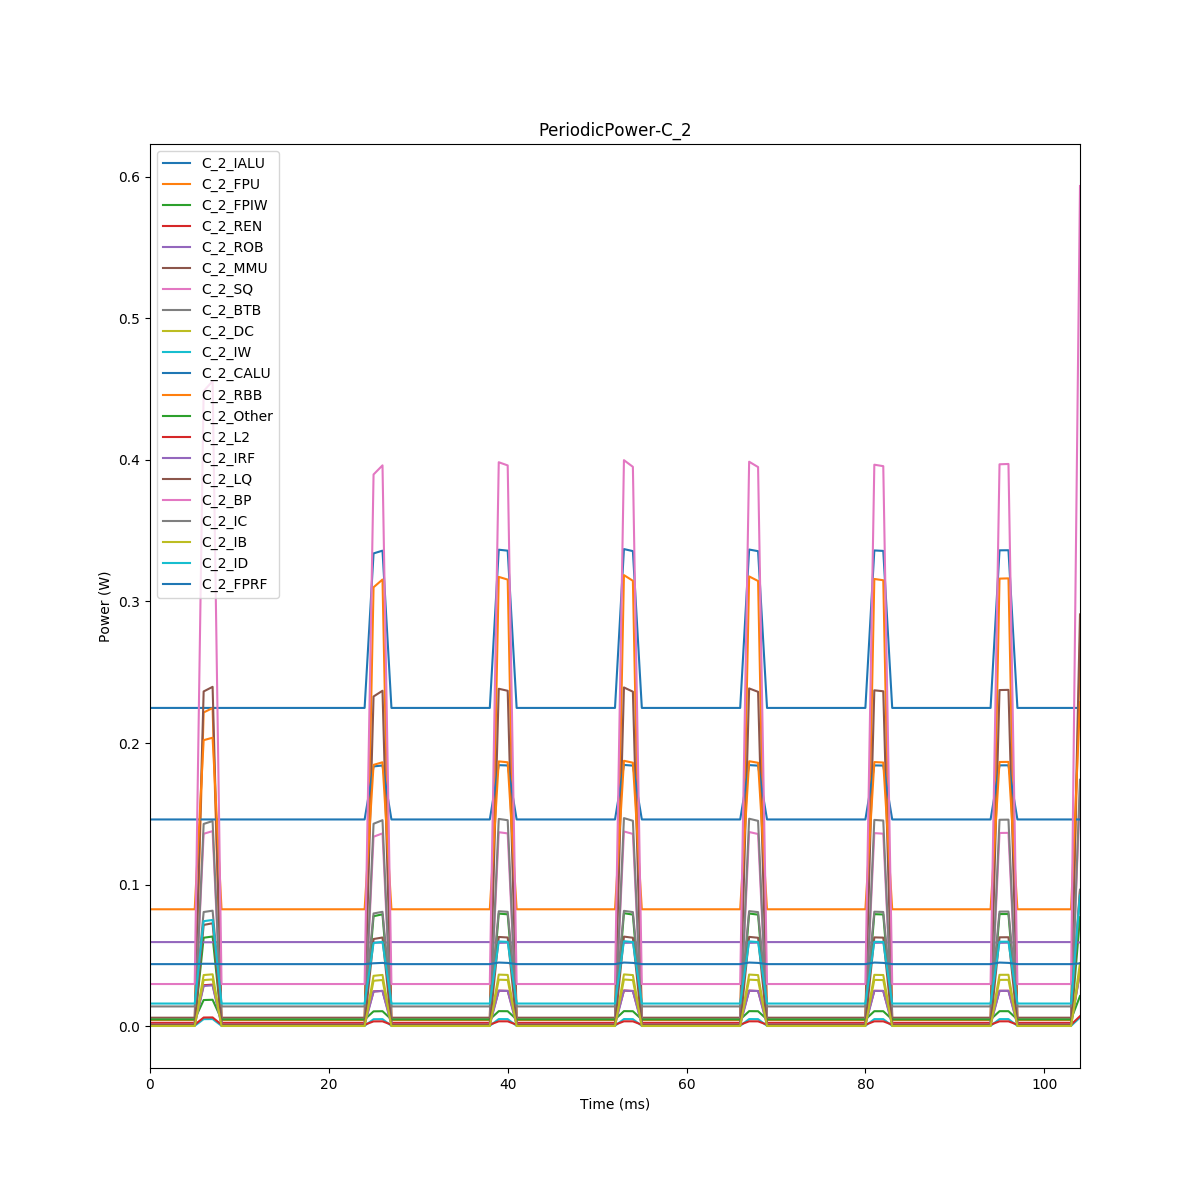 PeriodicPower-C_2
C_2_IALU
C_2_FPU
C_2_FPIW
C_2_REN
C_2_ROB
C_2_MMU
C_2_SQ
C_2_BTB
C_2_DC
C_2_IW
C_2_CALU
C_2_RBB
C_2_Other
C_2_L2
C_2_IRF
C_2_LQ
C_2_BP
C_2_IC
C_2_IB
C_2_ID
C_2_FPRF
0.6
0.5
0.4
0.3
0.2
0.1
0.0
Power (W)
0 20 40 60 80 100
Time (ms)